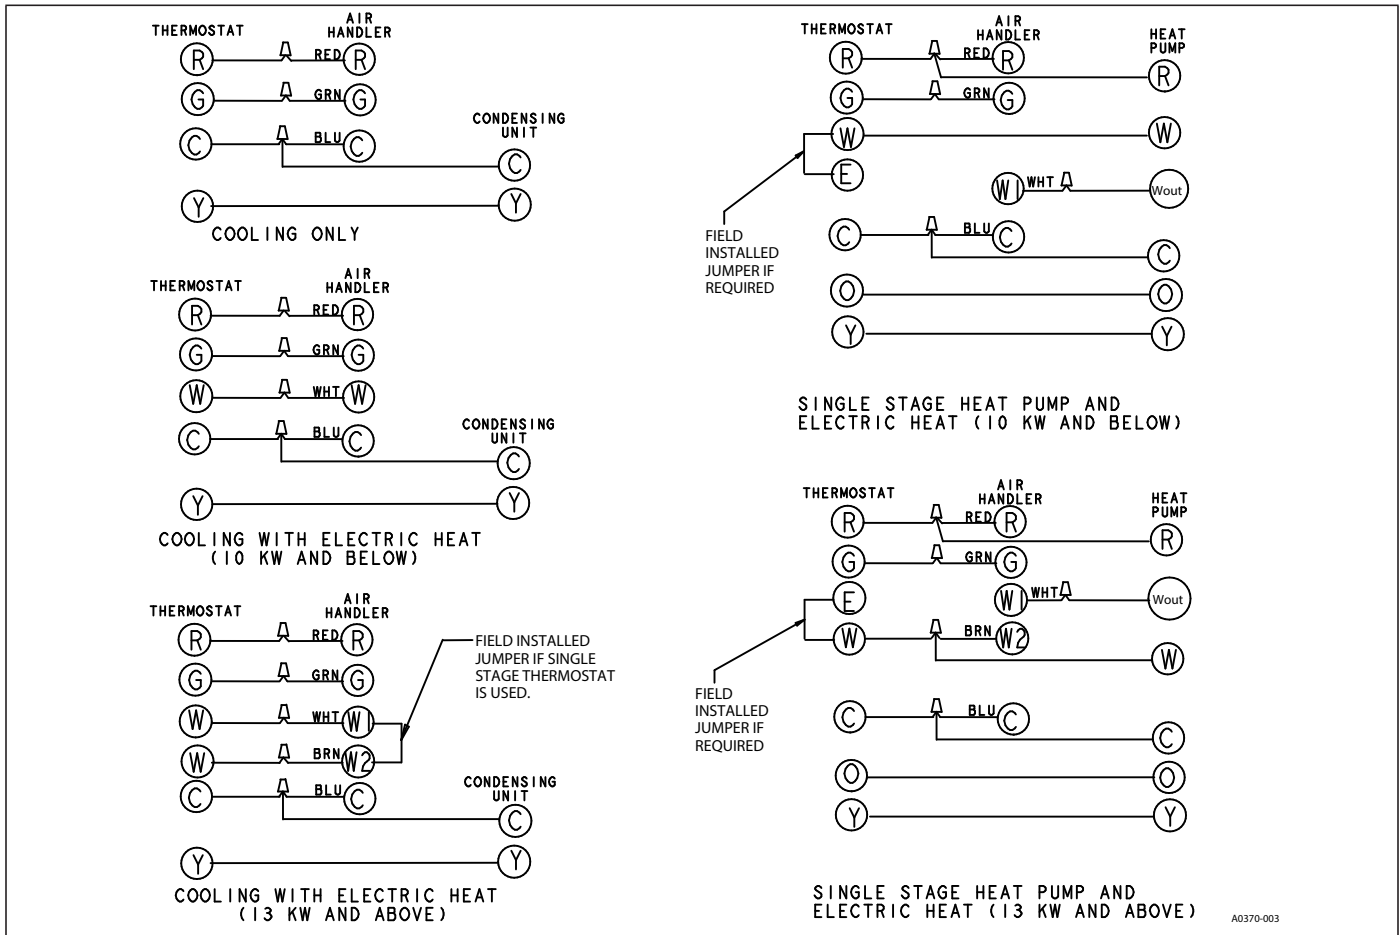 THERMOSTAT
AIR
HANDLER
R
RED
R
G
GRN
G
C
BLU
C
CONDENSING
UNIT
C
Y
Y
COOLING ONLY
THERMOSTAT
AIR
HANDLER
R
RED
R
G
GRN
G
W
WHT
W
C
BLU
C
CONDENSING
UNIT
C
Y
Y
COOLING WITH ELECTRIC HEAT
(10 KW AND BELOW)
THERMOSTAT
AIR
HANDLER
R
RED
R
G
GRN
G
W
WHT
W1
W
BRN
W2
C
BLU
C
FIELD INSTALLED
JUMPER IF SINGLE
STAGE THERMOSTAT
IS USED.
CONDENSING
UNIT
C
Y
Y
COOLING WITH ELECTRIC HEAT
(13 KW AND ABOVE)
THERMOSTAT
AIR
HANDLER
HEAT
PUMP
R
RED
R
R
G
GRN
G
W
W
E
W1
WHT
Wout
FIELD
INSTALLED
JUMPER IF
REQUIRED
C
BLU
C
C
O
O
Y
Y
SINGLE STAGE HEAT PUMP AND
ELECTRIC HEAT (10 KW AND BELOW)
THERMOSTAT
AIR
HANDLER
HEAT
PUMP
R
RED
R
R
G
GRN
G
E
W1
WHT
Wout
W
BRN
W2
W
FIELD
INSTALLED
JUMPER IF
REQUIRED
C
BLU
C
C
O
O
Y
Y
SINGLE STAGE HEAT PUMP AND
ELECTRIC HEAT (13 KW AND ABOVE)
A0370-003